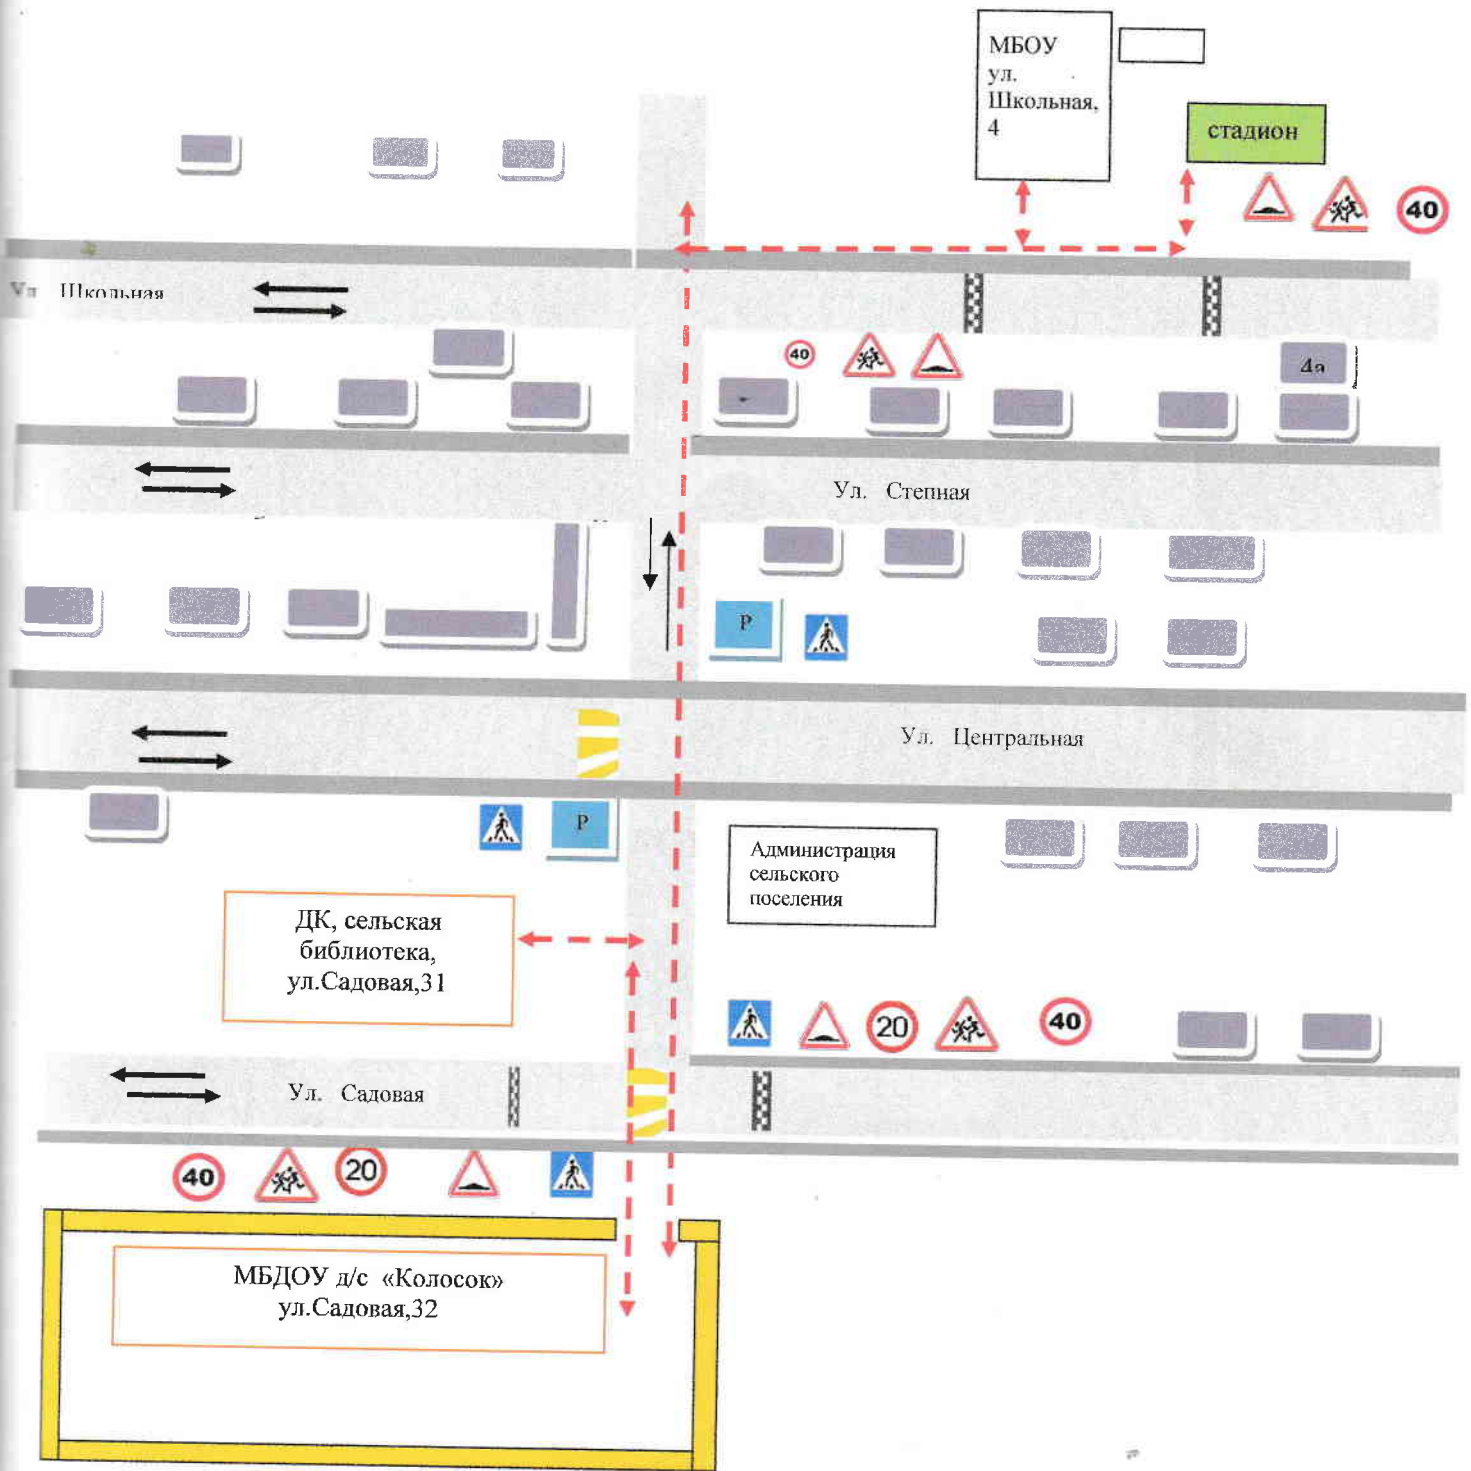 МБОУ
ул.
Школьная,
4
стадион
40
Ул Школьная
40
4а
Ул. Степная
Р
Ул. Центральная
Р
Администрация
сельского
поселения
ДК, сельская
библиотека,
ул.Садовая,31
20
40
Ул. Садовая
40
20
МБДОУ д/с «Колосок»
ул.Садовая,32